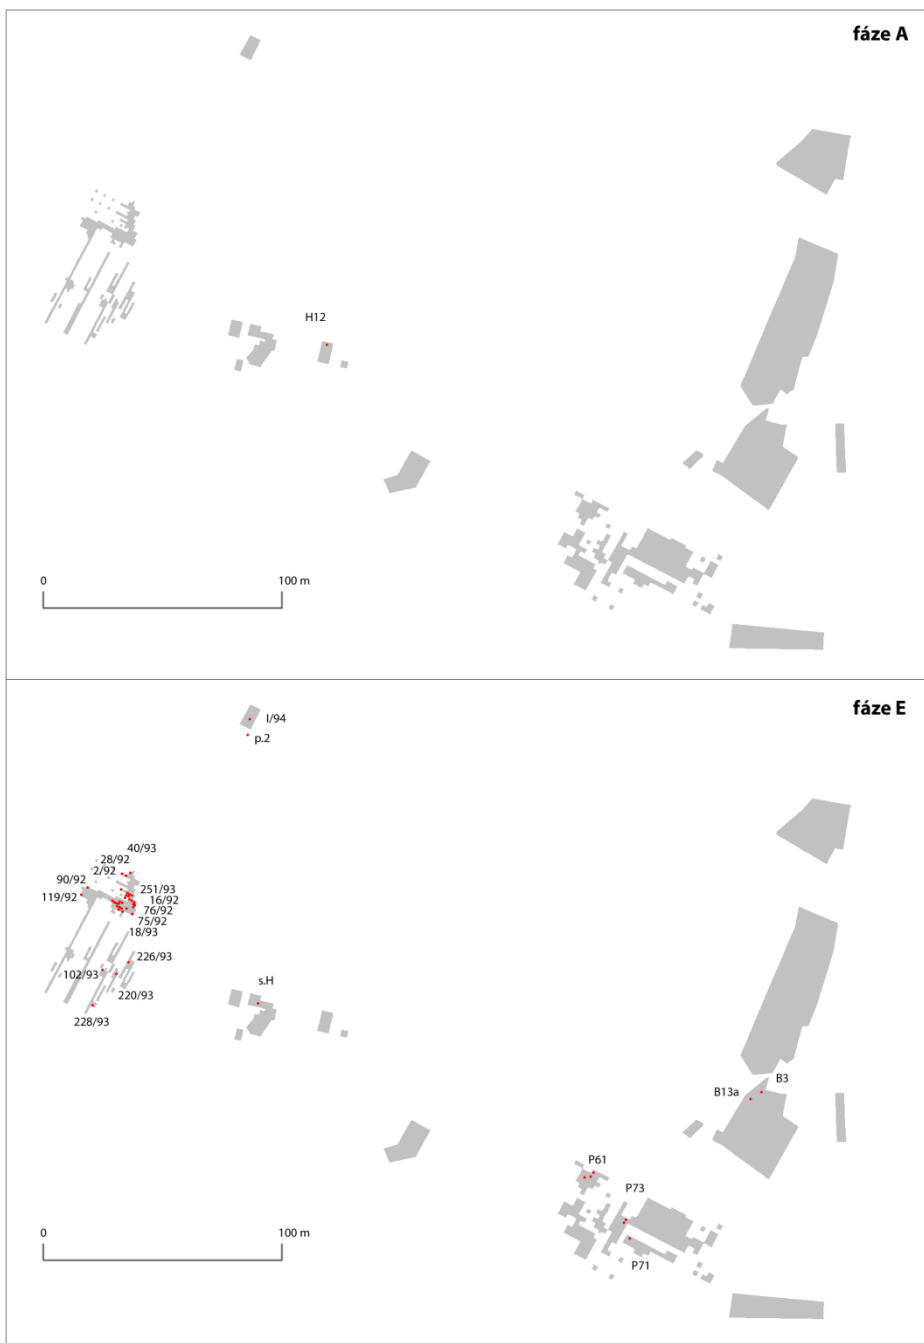 fáze A
H12
0
100 m
fáze E
I/94
p.2
40/93
28/92
2/92
90/92
251/93
119/92
16/92
76/92
75/92
18/93
226/93
102/93
s.H
220/93
228/93
B3
B13a
P61
P73
0
100 m
P71